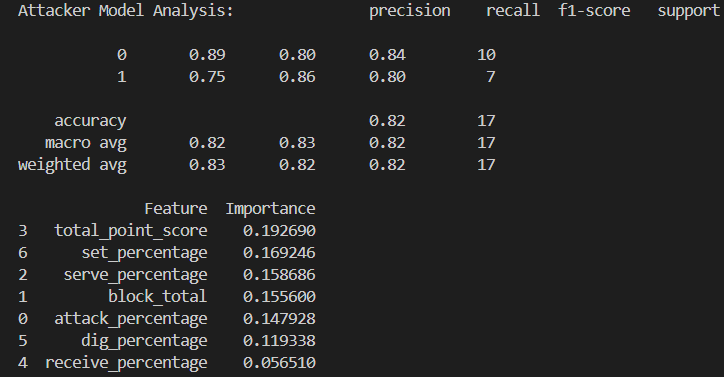 Attacker Model Analysis:               precision    recall  f1-score   support
           0       0.89      0.80      0.84        10
           1       0.75      0.86      0.80         7
    accuracy                           0.82        17
   macro avg       0.82      0.83      0.82        17
weighted avg       0.83      0.82      0.82        17
              Feature  Importance
3   total_point_score    0.192690
6      set_percentage    0.169246
2    serve_percentage    0.158686
1         block_total    0.155600
0   attack_percentage    0.147928
5      dig_percentage    0.119338
4  receive_percentage    0.056510